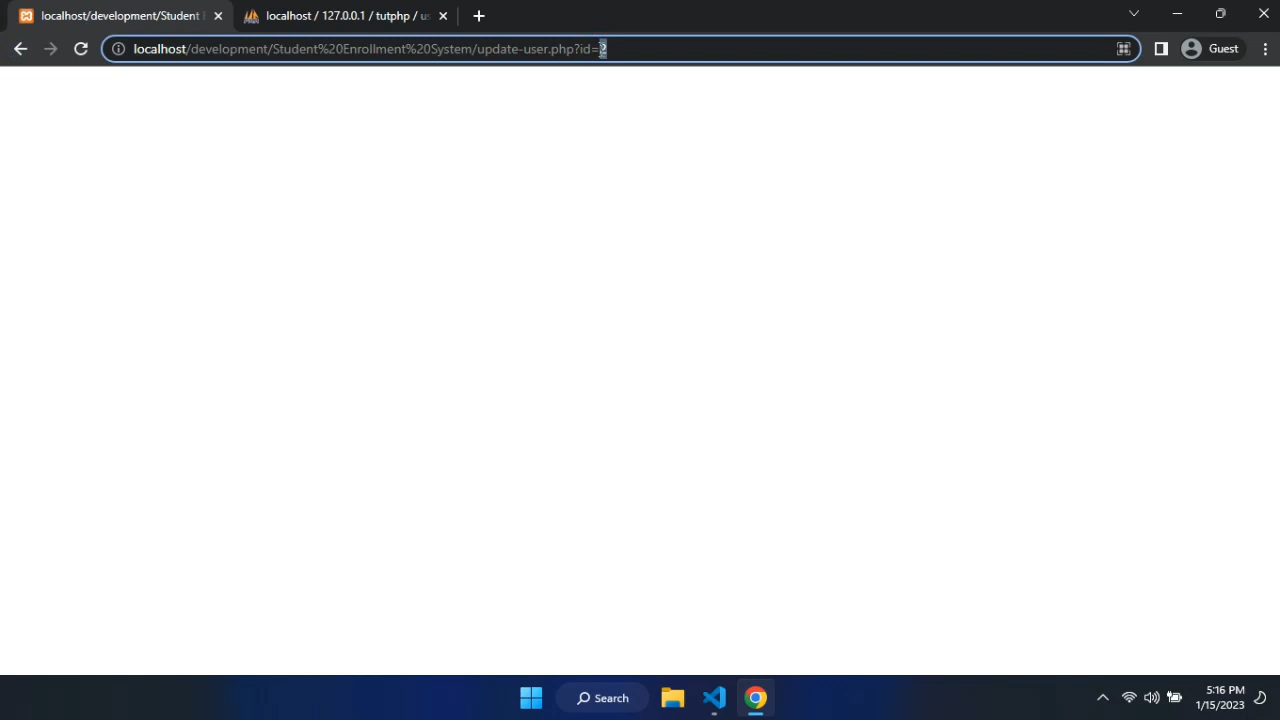 localhost/development/Student
localhost / 127.0.0.1 / tutphp / us
localhost/development/Student%20Enrollment%20System/update-user.php?id=2
Guest
Search
5:16 PM
1/15/2023